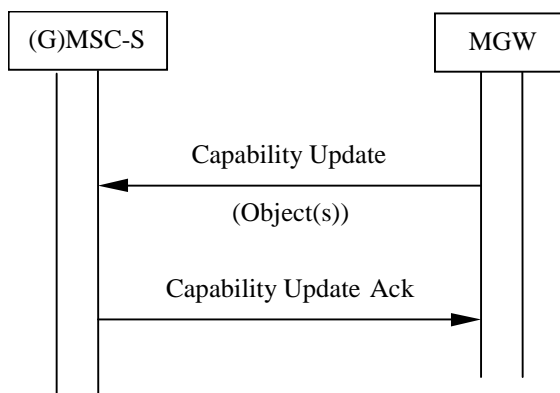 (G)MSC-S
MGW
Capability Update
(Object(s))
Capability Update Ack